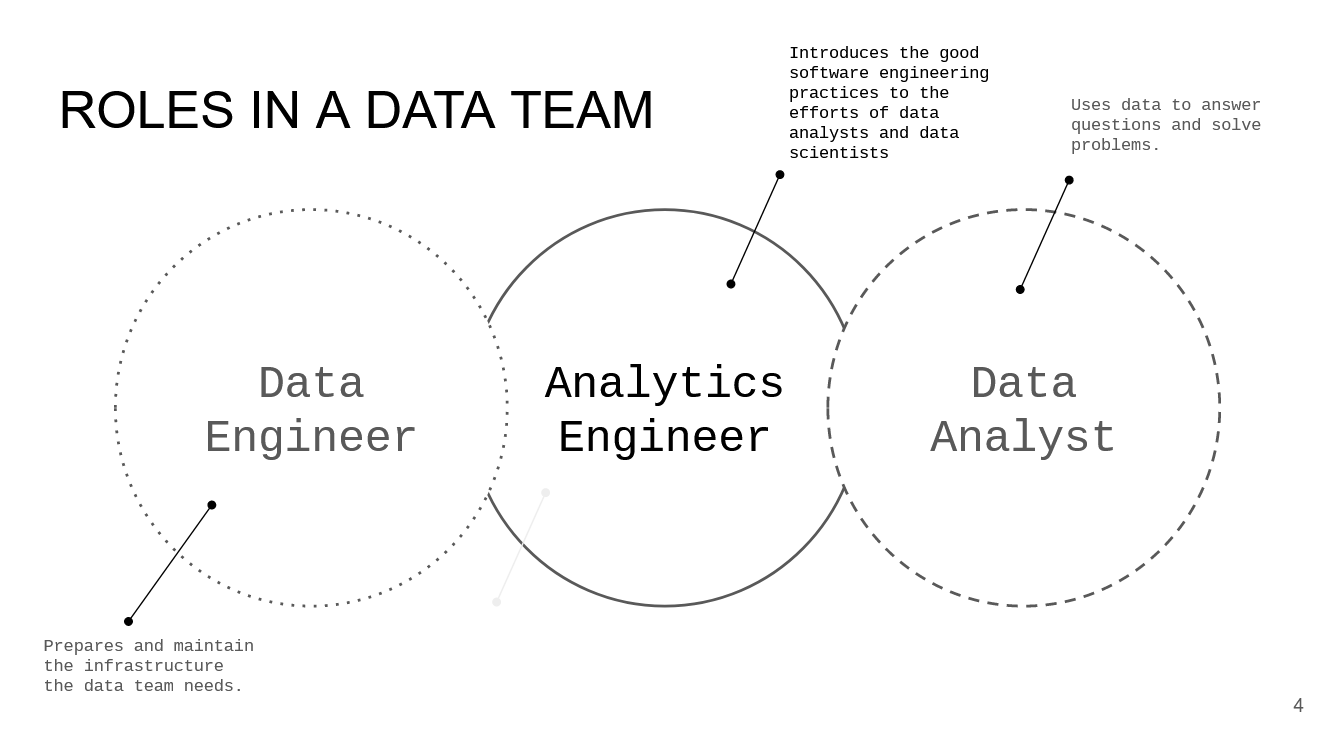 ROLES IN A DATA TEAM
Introduces the good
software engineering
practices to the
efforts of data
analysts and data
scientists
Uses data to answer
questions and solve
problems.
Data
Engineer
Analytics
Engineer
Data
Analyst
Prepares and maintain
the infrastructure
the data team needs.
4